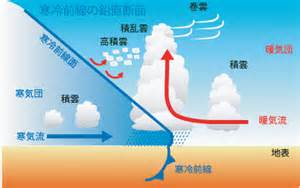 寒冷前線の鉛直断面
巻雲
積乱雲
高積雲
寒冷前線面
暖気団
寒気団
積雲
積雲
寒気流
暖気流
地表
寒冷前線